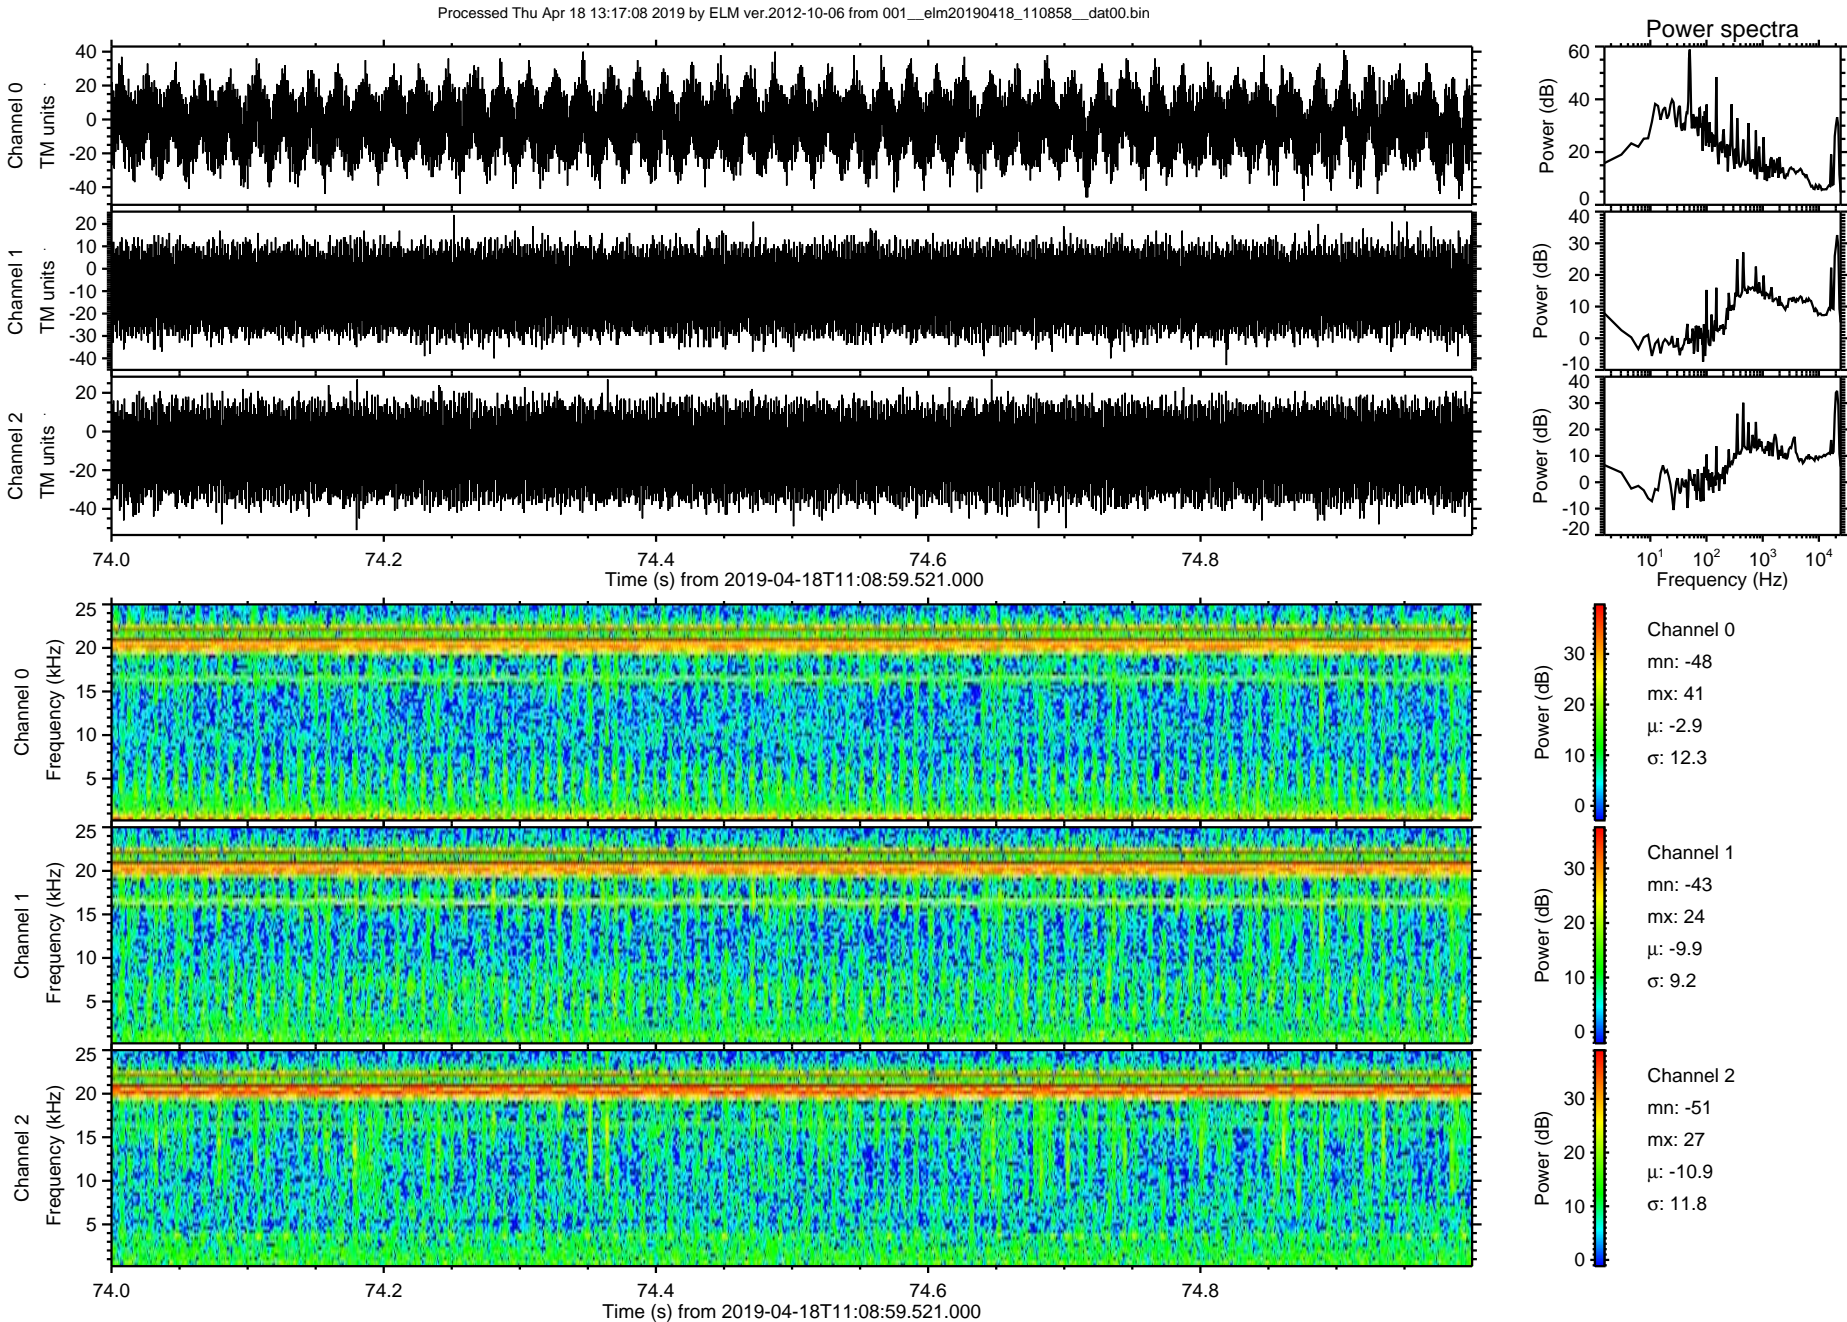 Processed Thu Apr 18 13:17:08 2019 by ELM ver.2012-10-06 from 001__elm20190418_110858__dat00.bin
Power spectra
Channel 0
TM units
40
20
0
-20
-40
Power (dB)
60
40
20
0
Channel 1
TM units
20
10
0
-10
-20
-30
-40
Power (dB)
40
30
20
10
0
-10
Channel 2
TM units
20
0
-20
-40
Power (dB)
40
30
20
10
0
-10
-20
74.0 74.2 74.4 74.6 74.8
Time (s) from 2019-04-18T11:08:59.521.000
10^1 10^2 10^3 10^4
Frequency (Hz)
Channel 0
Frequency (kHz)
25
20
15
10
5
Power (dB)
30
20
10
0
Channel 0
mn: -48
mx: 41
μ: -2.9
σ: 12.3
Channel 1
Frequency (kHz)
25
20
15
10
5
Power (dB)
30
20
10
0
Channel 1
mn: -43
mx: 24
μ: -9.9
σ: 9.2
Channel 2
Frequency (kHz)
25
20
15
10
5
Power (dB)
30
20
10
0
Channel 2
mn: -51
mx: 27
μ: -10.9
σ: 11.8
74.0 74.2 74.4 74.6 74.8
Time (s) from 2019-04-18T11:08:59.521.000